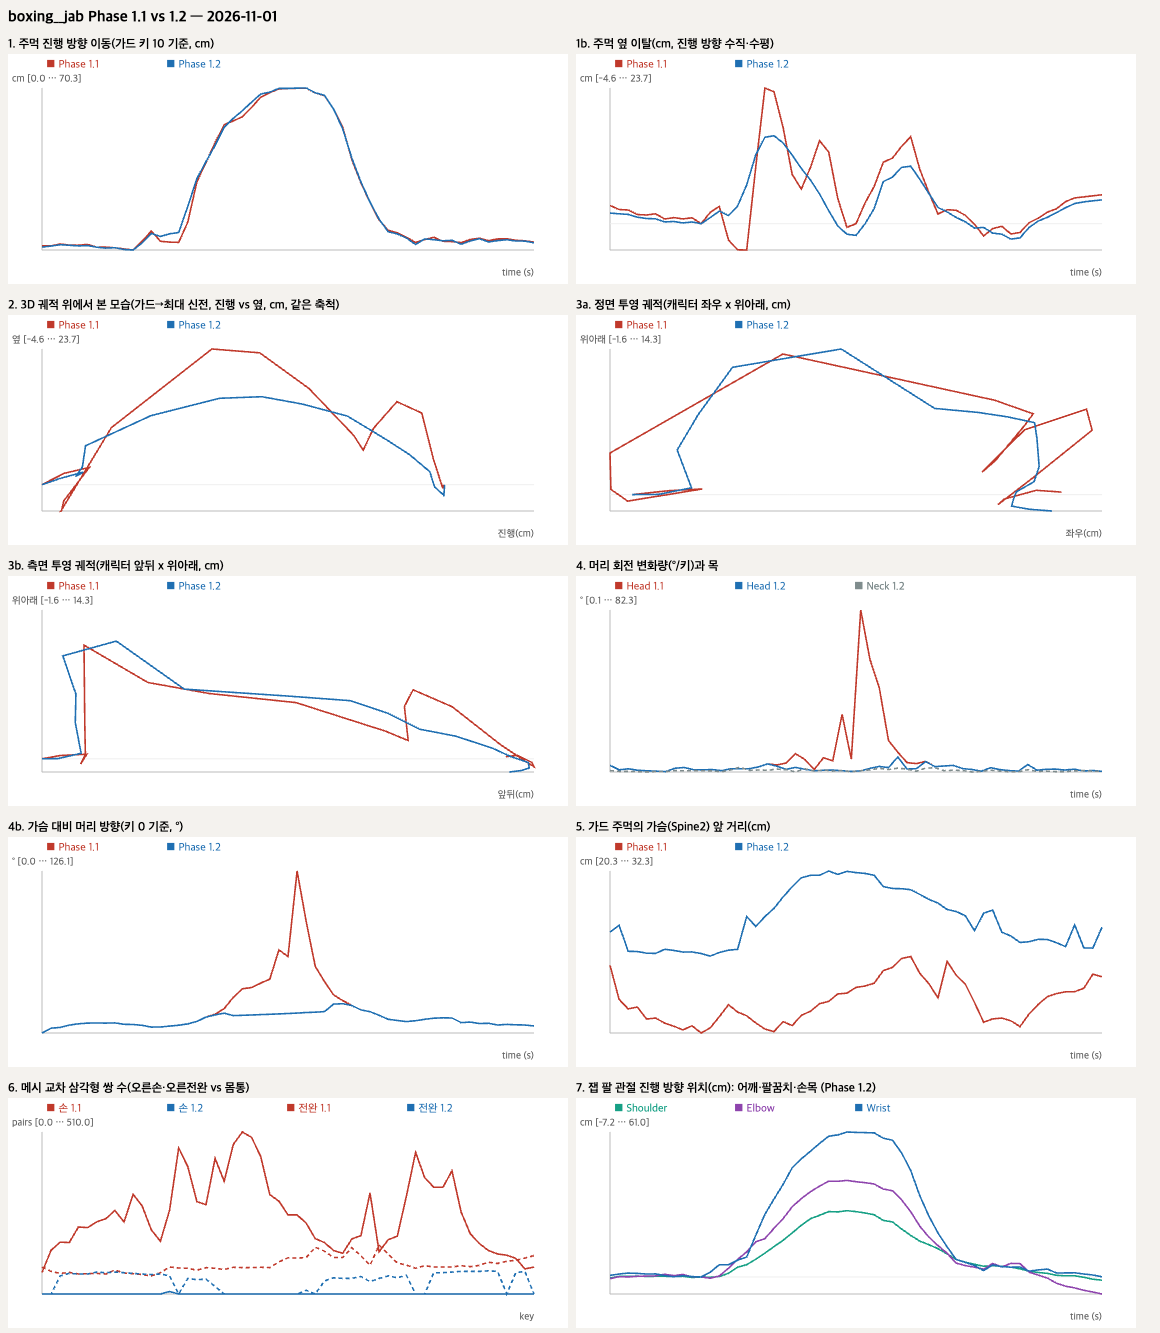 boxing_jab Phase 1.1 vs 1.2 — 2026-11-01
1. 주먹 진행 방향 이동(가드 키 10 기준, cm)
Phase 1.1 Phase 1.2
cm [0.0 ··· 70.3]
time (s)
1b. 주먹 옆 이탈(cm, 진행 방향 수직·수평)
Phase 1.1 Phase 1.2
cm [-4.6 ··· 23.7]
time (s)
2. 3D 궤적 위에서 본 모습(가드→최대 신전, 진행 vs 옆, cm, 같은 축척)
Phase 1.1 Phase 1.2
옆 [-4.6 ··· 23.7]
진행(cm)
3a. 정면 투영 궤적(캐릭터 좌우 x 위아래, cm)
Phase 1.1 Phase 1.2
위아래 [-1.6 ··· 14.3]
좌우(cm)
3b. 측면 투영 궤적(캐릭터 앞뒤 x 위아래, cm)
Phase 1.1 Phase 1.2
위아래 [-1.6 ··· 14.3]
앞뒤(cm)
4. 머리 회전 변화량(°/키)과 목
Head 1.1 Head 1.2 Neck 1.2
° [0.1 ··· 82.3]
time (s)
4b. 가슴 대비 머리 방향(키 0 기준, °)
Phase 1.1 Phase 1.2
° [0.0 ··· 126.1]
time (s)
5. 가드 주먹의 가슴(Spine2) 앞 거리(cm)
Phase 1.1 Phase 1.2
cm [20.3 ··· 32.3]
time (s)
6. 메시 교차 삼각형 쌍 수(오른손·오른전완 vs 몸통)
손 1.1 손 1.2 전완 1.1 전완 1.2
pairs [0.0 ··· 510.0]
key
7. 잽 팔 관절 진행 방향 위치(cm): 어깨·팔꿈치·손목 (Phase 1.2)
Shoulder Elbow Wrist
cm [-7.2 ··· 61.0]
time (s)